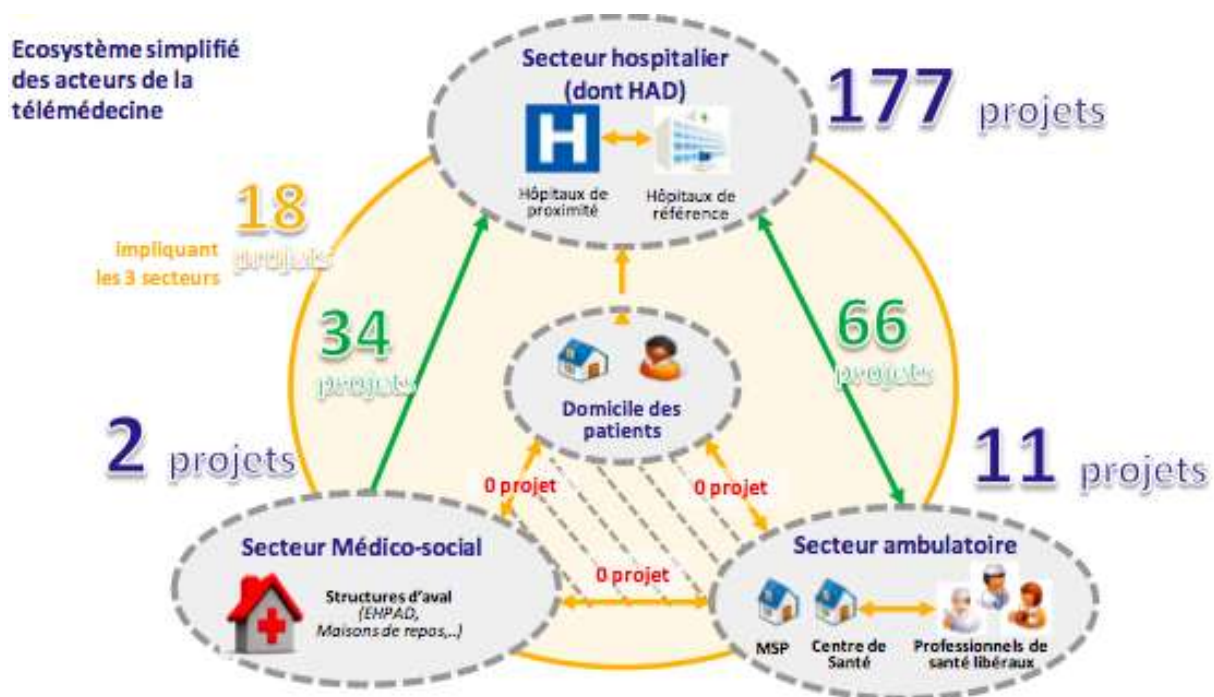 Ecosystème simplifié
des acteurs de la
télémédecine
Secteur hospitalier
(dont HAD)
177 projets
H
Hôpitaux de
proximité
Hôpitaux de
référence
18
projets
impliquant
les 3 secteurs
34
projets
66
projets
Domicile des
patients
2 projets
11 projets
0 projet
0 projet
Secteur Médico-social
Structures d'aval
(EHPAD,
Maisons de repos,..)
0 projet
Secteur ambulatoire
MSP
Centre de
Santé
Professionnels de
santé libéraux